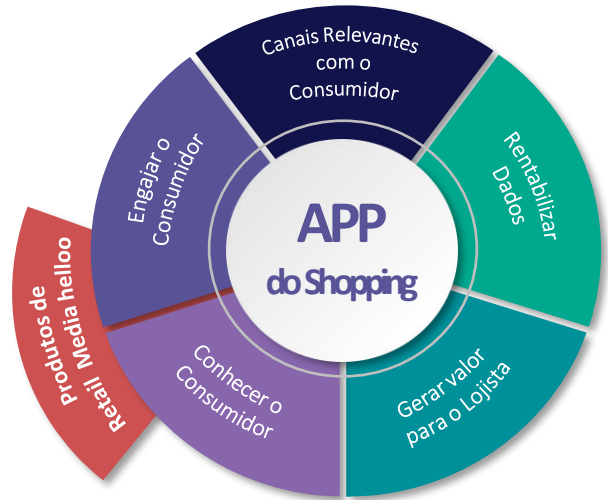 Canais Relevantes
com o
Consumidor
Rentabilizar
Dados
Gerar valor
para o Lojista
Conhecer o
Consumidor
Engajar o
Consumidor
Produtos de
Retail Media helloo
APP
do Shopping